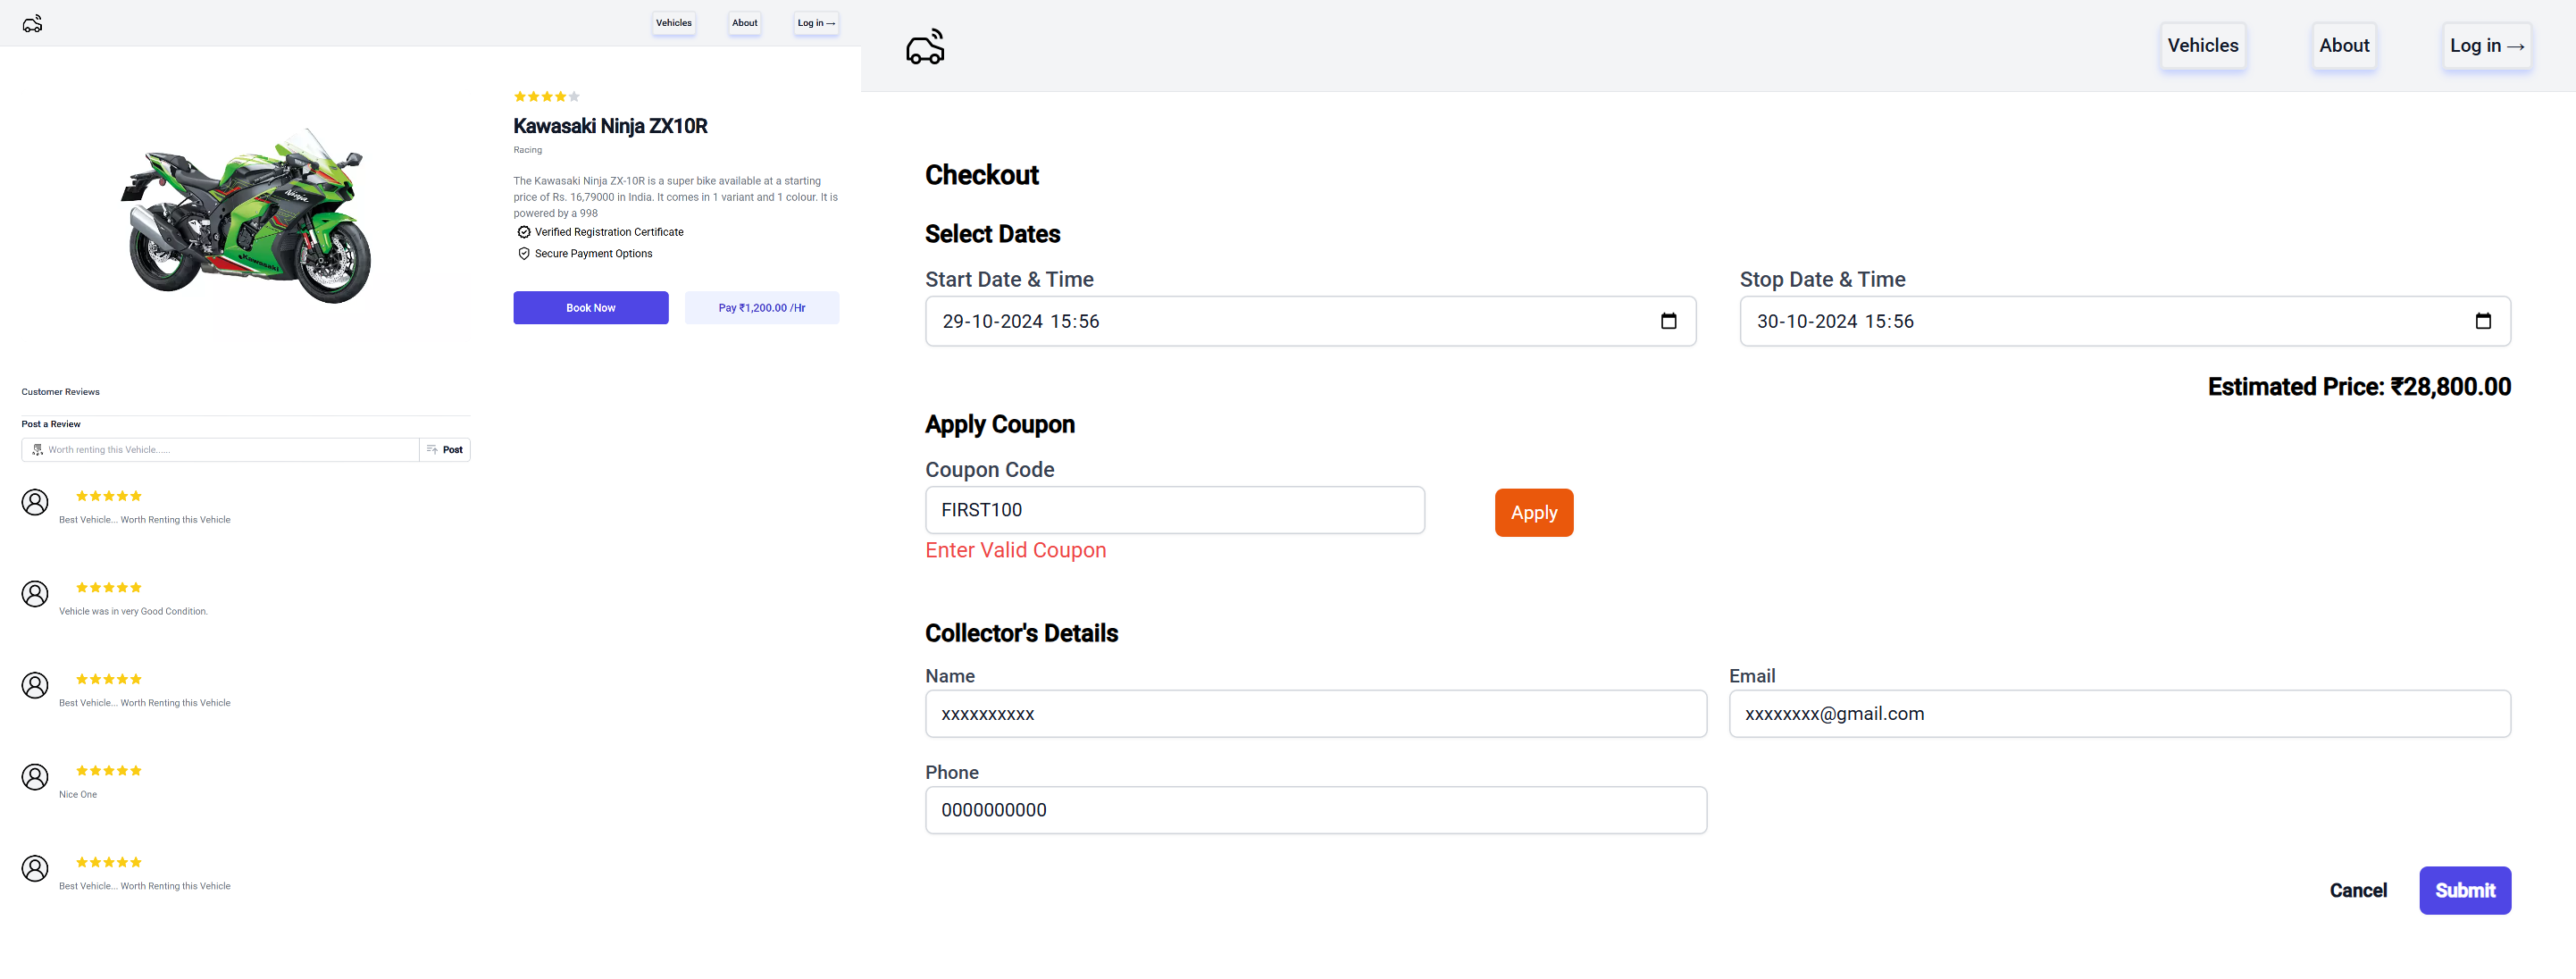 Vehicles
About
Log in →
Kawasaki Ninja ZX10R
Racing
The Kawasaki Ninja ZX-10R is a super bike available at a starting
price of Rs. 16,79000 in India. It comes in 1 variant and 1 colour. It is
powered by a 998
Verified Registration Certificate
Secure Payment Options
Book Now
Pay ₹1,200.00 /Hr
Ninja
Kawasaki
Customer Reviews
Post a Review
Worth renting this Vehicle......
Post
Best Vehicle... Worth Renting this Vehicle
Vehicle was in very Good Condition.
Best Vehicle... Worth Renting this Vehicle
Nice One
Best Vehicle... Worth Renting this Vehicle
Vehicles
About
Log in →
Checkout
Select Dates
Start Date & Time
Stop Date & Time
29-10-2024 15:56
30-10-2024 15:56
Estimated Price: ₹28,800.00
Apply Coupon
Coupon Code
FIRST100
Apply
Enter Valid Coupon
Collector's Details
Name
Email
xxxxxxxxxx
xxxxxxxx@gmail.com
Phone
0000000000
Cancel
Submit